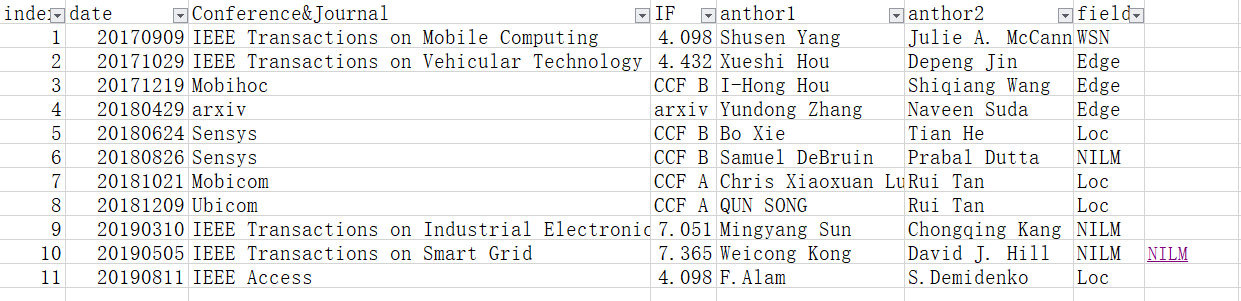 index date Conference&Journal IF anthor1 anthor2 field
1 20170909 IEEE Transactions on Mobile Computing 4.098 Shusen Yang Julie A. McCann WSN
2 20171029 IEEE Transactions on Vehicular Technology 4.432 Xueshi Hou Depeng Jin Edge
3 20171219 Mobihoc CCF B I-Hong Hou Shiqiang Wang Edge
4 20180429 arxiv arxiv Yundong Zhang Naveen Suda Edge
5 20180624 Sensys CCF B Bo Xie Tian He Loc
6 20180826 Sensys CCF B Samuel DeBruin Prabal Dutta NILM
7 20181021 Mobicom CCF A Chris Xiaoxuan Lu Rui Tan Loc
8 20181209 Ubicom CCF A QUN SONG Rui Tan Loc
9 20190310 IEEE Transactions on Industrial Electronic 7.051 Mingyang Sun Chongqing Kang NILM
10 20190505 IEEE Transactions on Smart Grid 7.365 Weicong Kong David J. Hill NILM NILM
11 20190811 IEEE Access 4.098 F.Alam S.Demidenko Loc